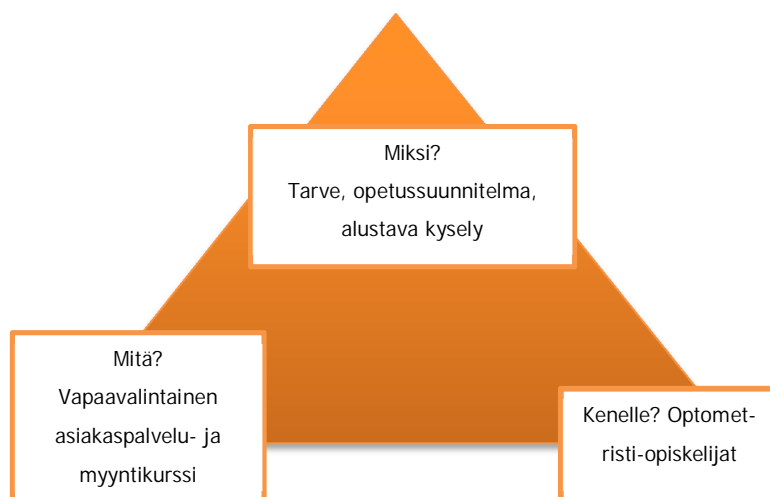 Miksi?
Tarve, opetussuunnitelma,
alustava kysely
Mitä?
Vapaavalintainen
asiakaspalvelu- ja
myyntikurssi
Kenelle? Optomet-
risti-opiskelijat